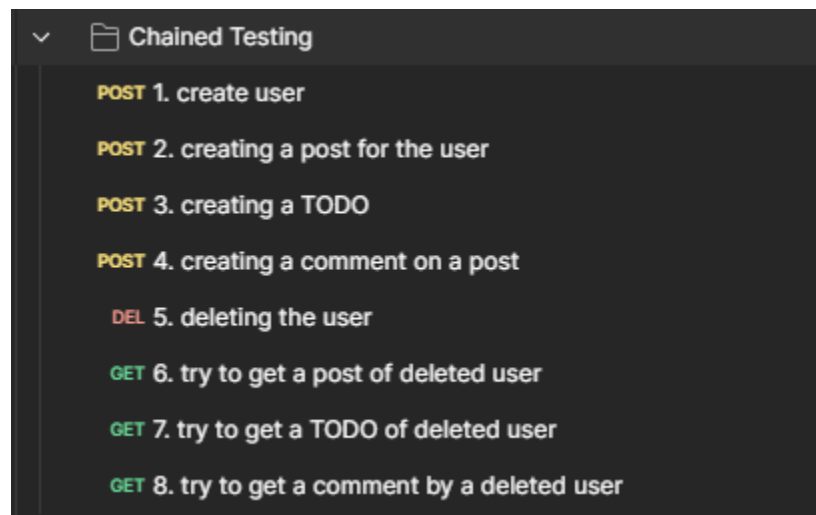 Chained Testing
POST 1. create user
POST 2. creating a post for the user
POST 3. creating a TODO
POST 4. creating a comment on a post
DEL 5. deleting the user
GET 6. try to get a post of deleted user
GET 7. try to get a TODO of deleted user
GET 8. try to get a comment by a deleted user